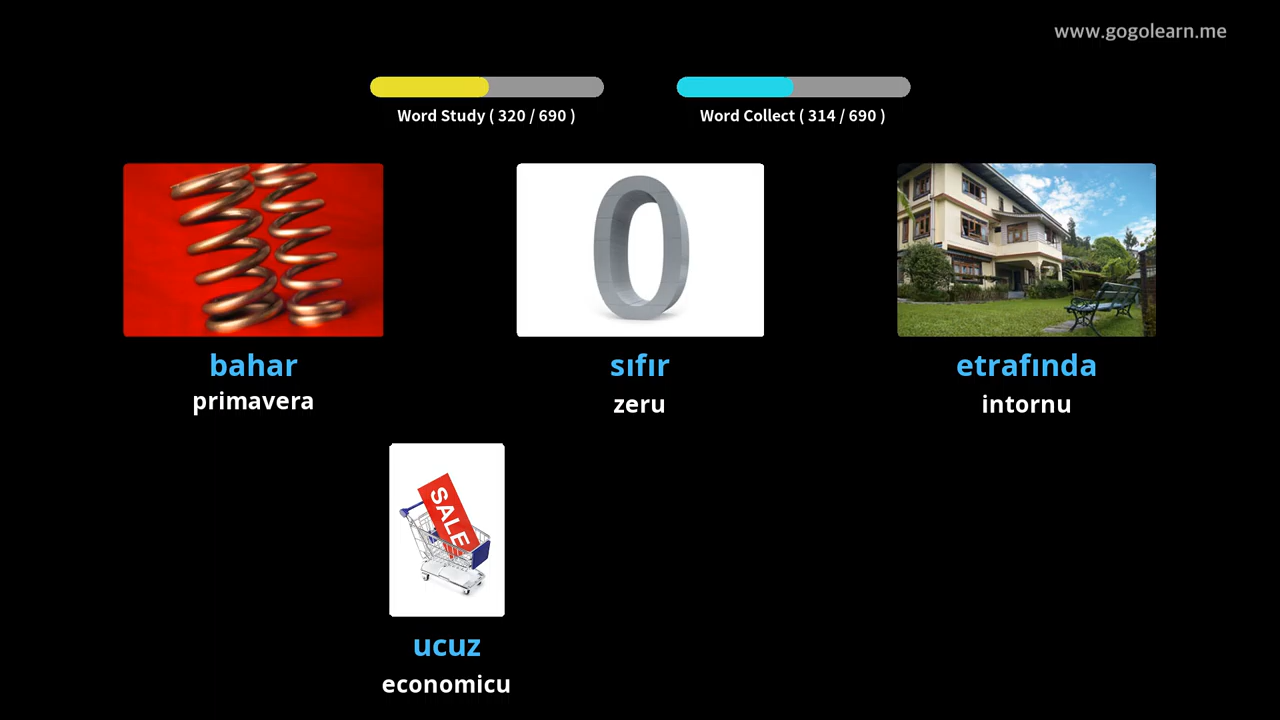 www.gogolearn.me
Word Study ( 320 / 690 )
Word Collect ( 314 / 690 )
bahar
primavera
sıfır
zeru
etrafında
intornu
SALE
ucuz
economicu